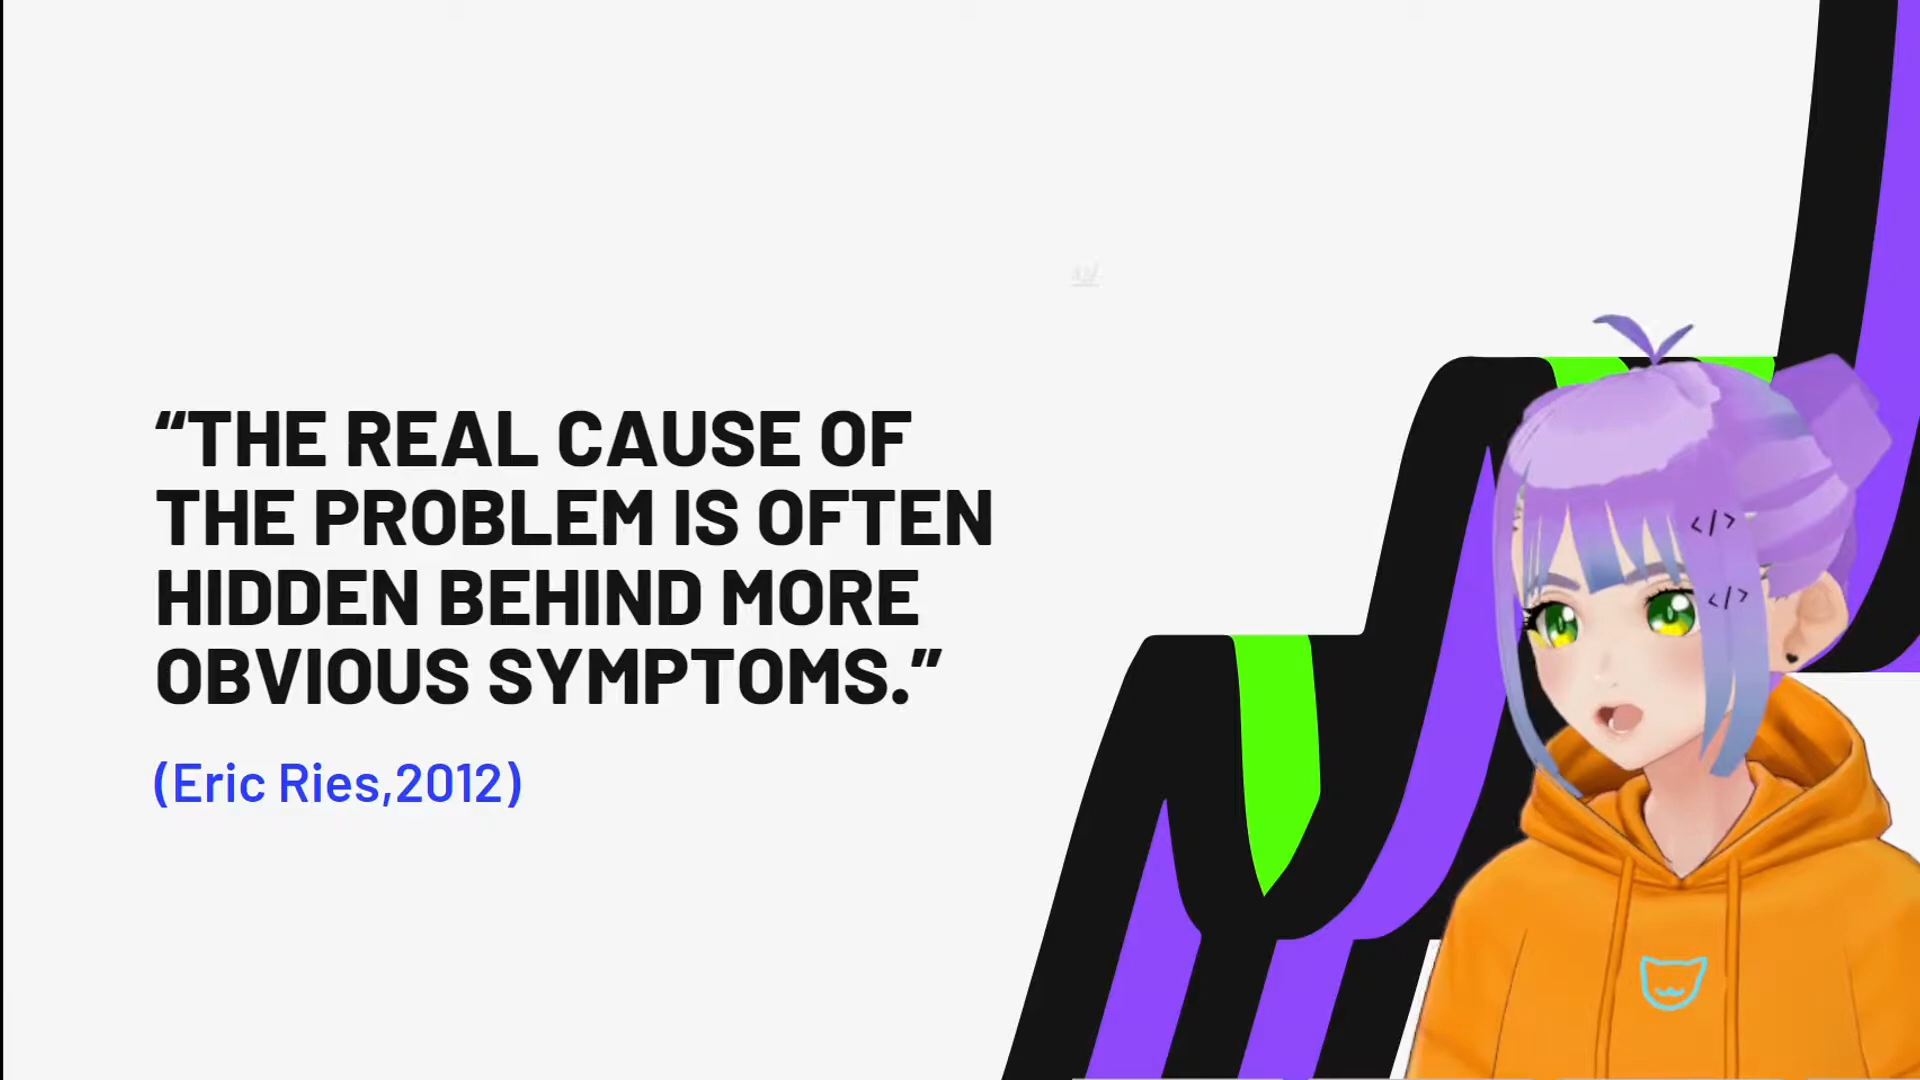 “THE REAL CAUSE OF
THE PROBLEM IS OFTEN
HIDDEN BEHIND MORE
OBVIOUS SYMPTOMS.”
(Eric Ries,2012)
</>
</>